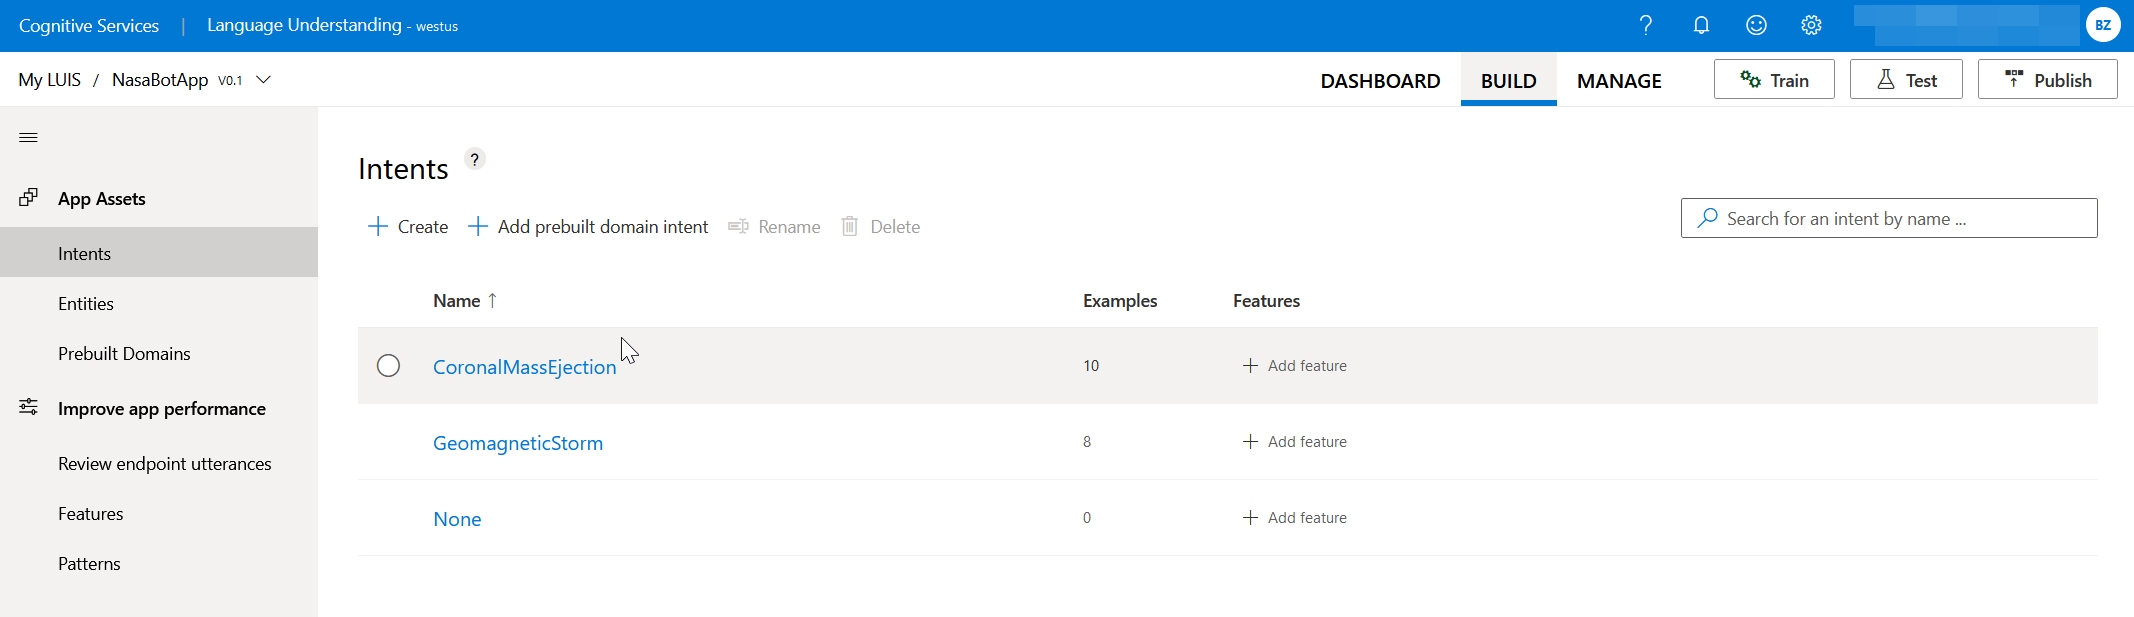 Cognitive Services | Language Understanding - westus ? BZ
My LUIS / NasaBotApp V0.1 DASHBOARD BUILD MANAGE Train Test Publish
Intents ?
App Assets
Create Add prebuilt domain intent Rename Delete Search for an intent by name ...
Intents
Entities
Name ↑ Examples Features
Prebuilt Domains
CoronalMassEjection 10 + Add feature
Improve app performance
GeomagneticStorm 8 + Add feature
Review endpoint utterances
Features
None 0 + Add feature
Patterns